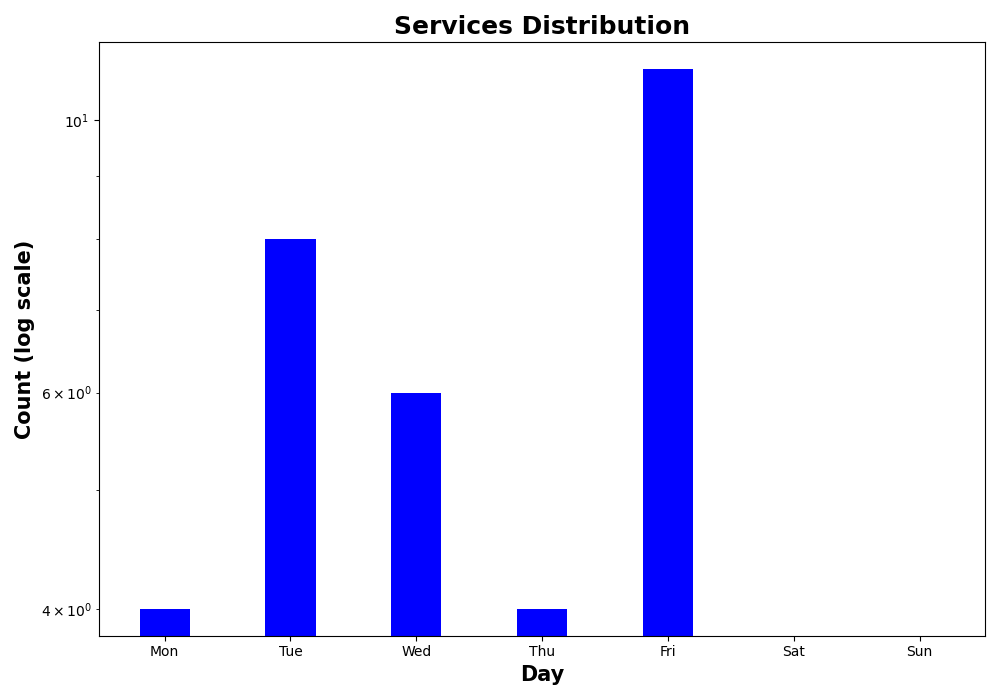 Services Distribution
Count (log scale)
10¹
6 × 10⁰
4 × 10⁰
Mon Tue Wed Thu Fri Sat Sun
Day